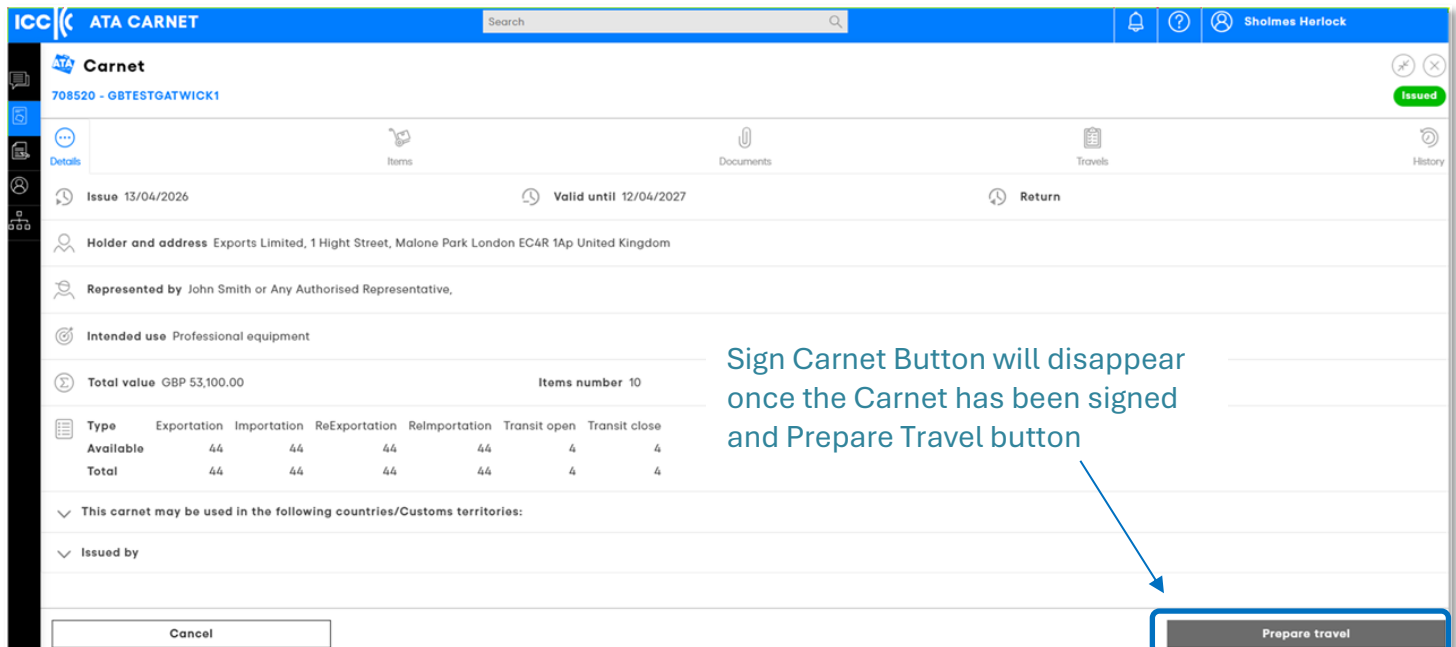 ICC ATA CARNET
Search
Sholmes Herlock
ATA Carnet
708520 - GBTESTGATWICK1
Issued
Details
Items
Documents
Travels
History
Issue 13/04/2026
Valid until 12/04/2027
Return
Holder and address Exports Limited, 1 Hight Street, Malone Park London EC4R 1Ap United Kingdom
Represented by John Smith or Any Authorised Representative,
Intended use Professional equipment
Total value GBP 53,100.00
Items number 10
Type Exportation Importation ReExportation ReImportation Transit open Transit close
Available 44 44 44 44 4 4
Total 44 44 44 44 4 4
This carnet may be used in the following countries/Customs territories:
Issued by
Sign Carnet Button will disappear
once the Carnet has been signed
and Prepare Travel button
Cancel
Prepare travel